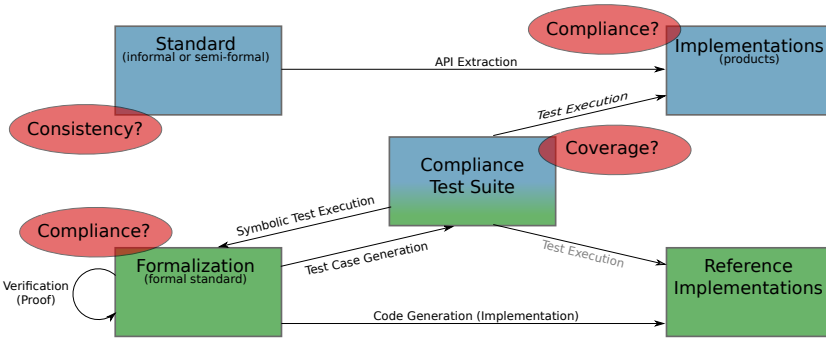 Standard
(informal or semi-formal)
Compliance?
Implementations
(products)
API Extraction
Consistency?
Test Execution
Compliance
Test Suite
Coverage?
Symbolic Test Execution
Compliance?
Test Case Generation
Test Execution
Formalization
(formal standard)
Verification
(Proof)
Reference
Implementations
Code Generation (Implementation)